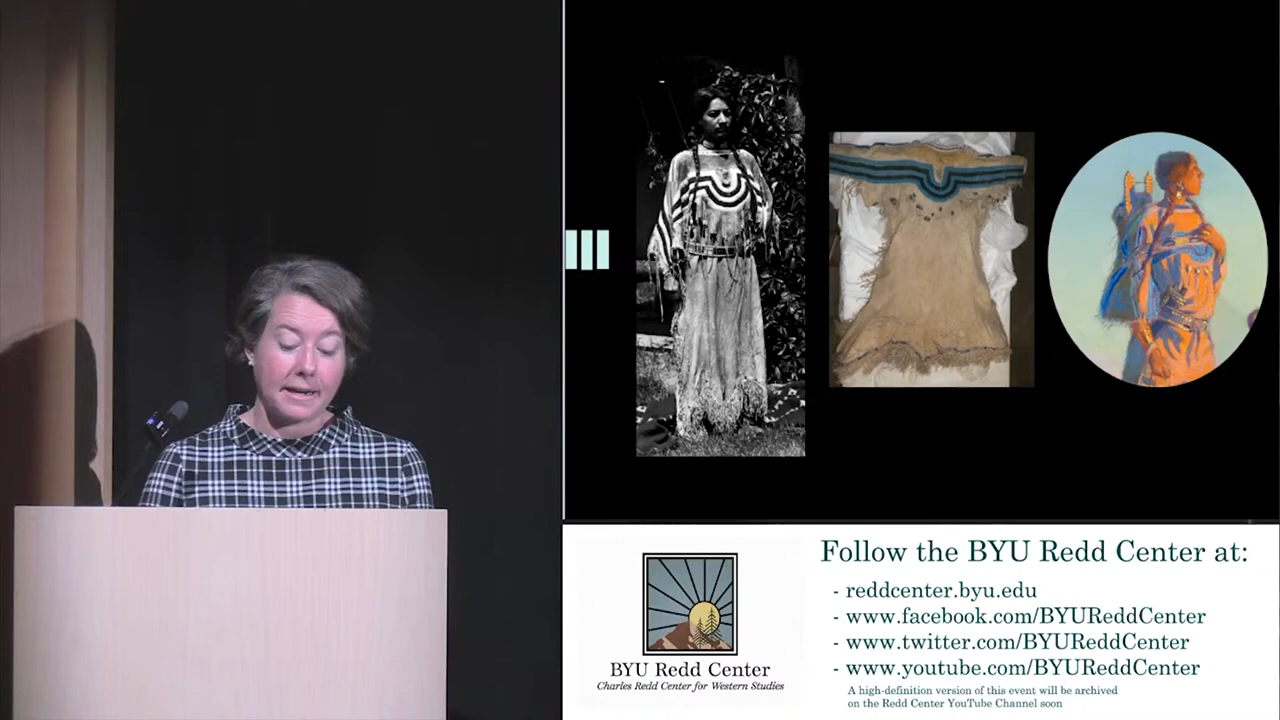 III
Follow the BYU Redd Center at:
- reddcenter.byu.edu
- www.facebook.com/BYUReddCenter
- www.twitter.com/BYUReddCenter
- www.youtube.com/BYUReddCenter
A high-definition version of this event will be archived
on the Redd Center YouTube Channel soon
BYU Redd Center
Charles Redd Center for Western Studies